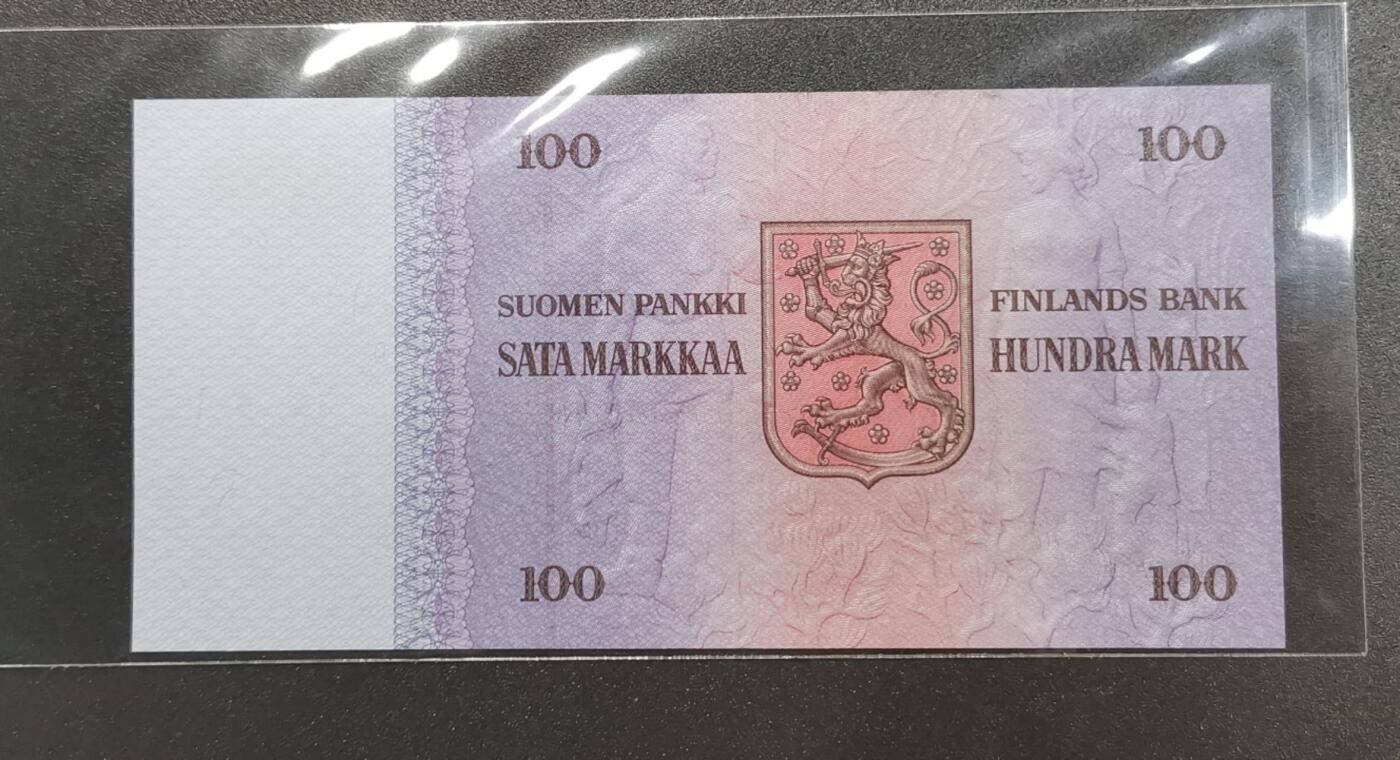 100 100
SUOMEN PANKKI FINLANDS BANK
SATA MARKKAA HUNDRA MARK
100 100